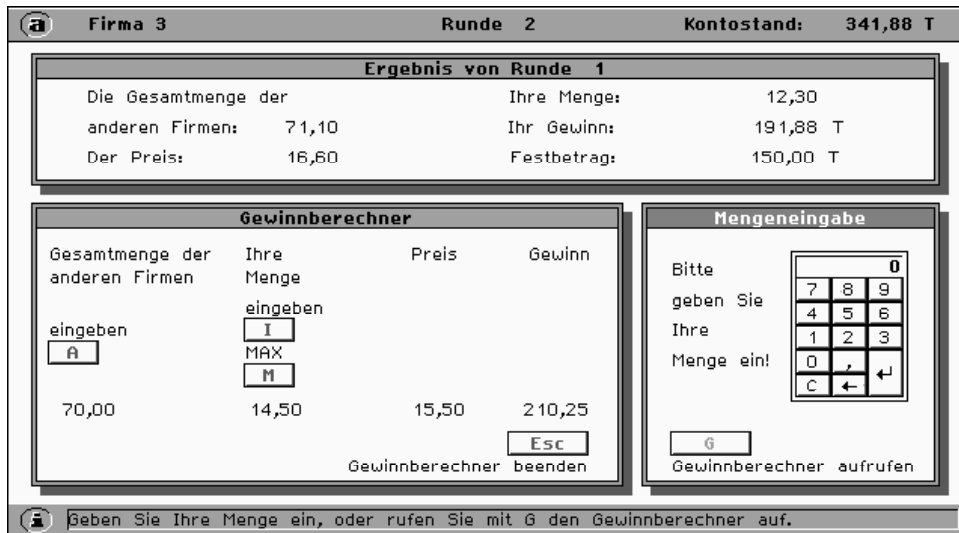 a Firma 3 Runde 2 Kontostand: 341,88 T
Ergebnis von Runde 1
Die Gesamtmenge der Ihre Menge: 12,30
anderen Firmen: 71,10 Ihr Gewinn: 191,88 T
Der Preis: 16,60 Festbetrag: 150,00 T
Gewinnberechner
Gesamtmenge der Ihre Preis Gewinn
anderen Firmen Menge
eingeben
eingeben I
A MAX
M
70,00 14,50 15,50 210,25
Esc
Gewinnberechner beenden
Mengeneingabe
Bitte
geben Sie
Ihre
Menge ein!
0
7 8 9
4 5 6
1 2 3
0 , ↵
C ←
G
Gewinnberechner aufrufen
i Geben Sie Ihre Menge ein, oder rufen Sie mit G den Gewinnberechner auf.